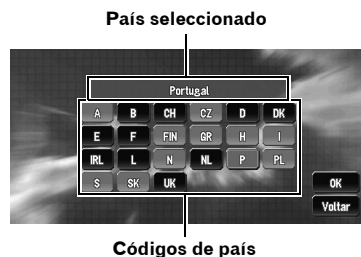 País seleccionado
Portugal
A B CH CZ D DK
E F FIN GR H I
IRL L N NL P PL
S SK UK
OK
Voltar
Códigos de país